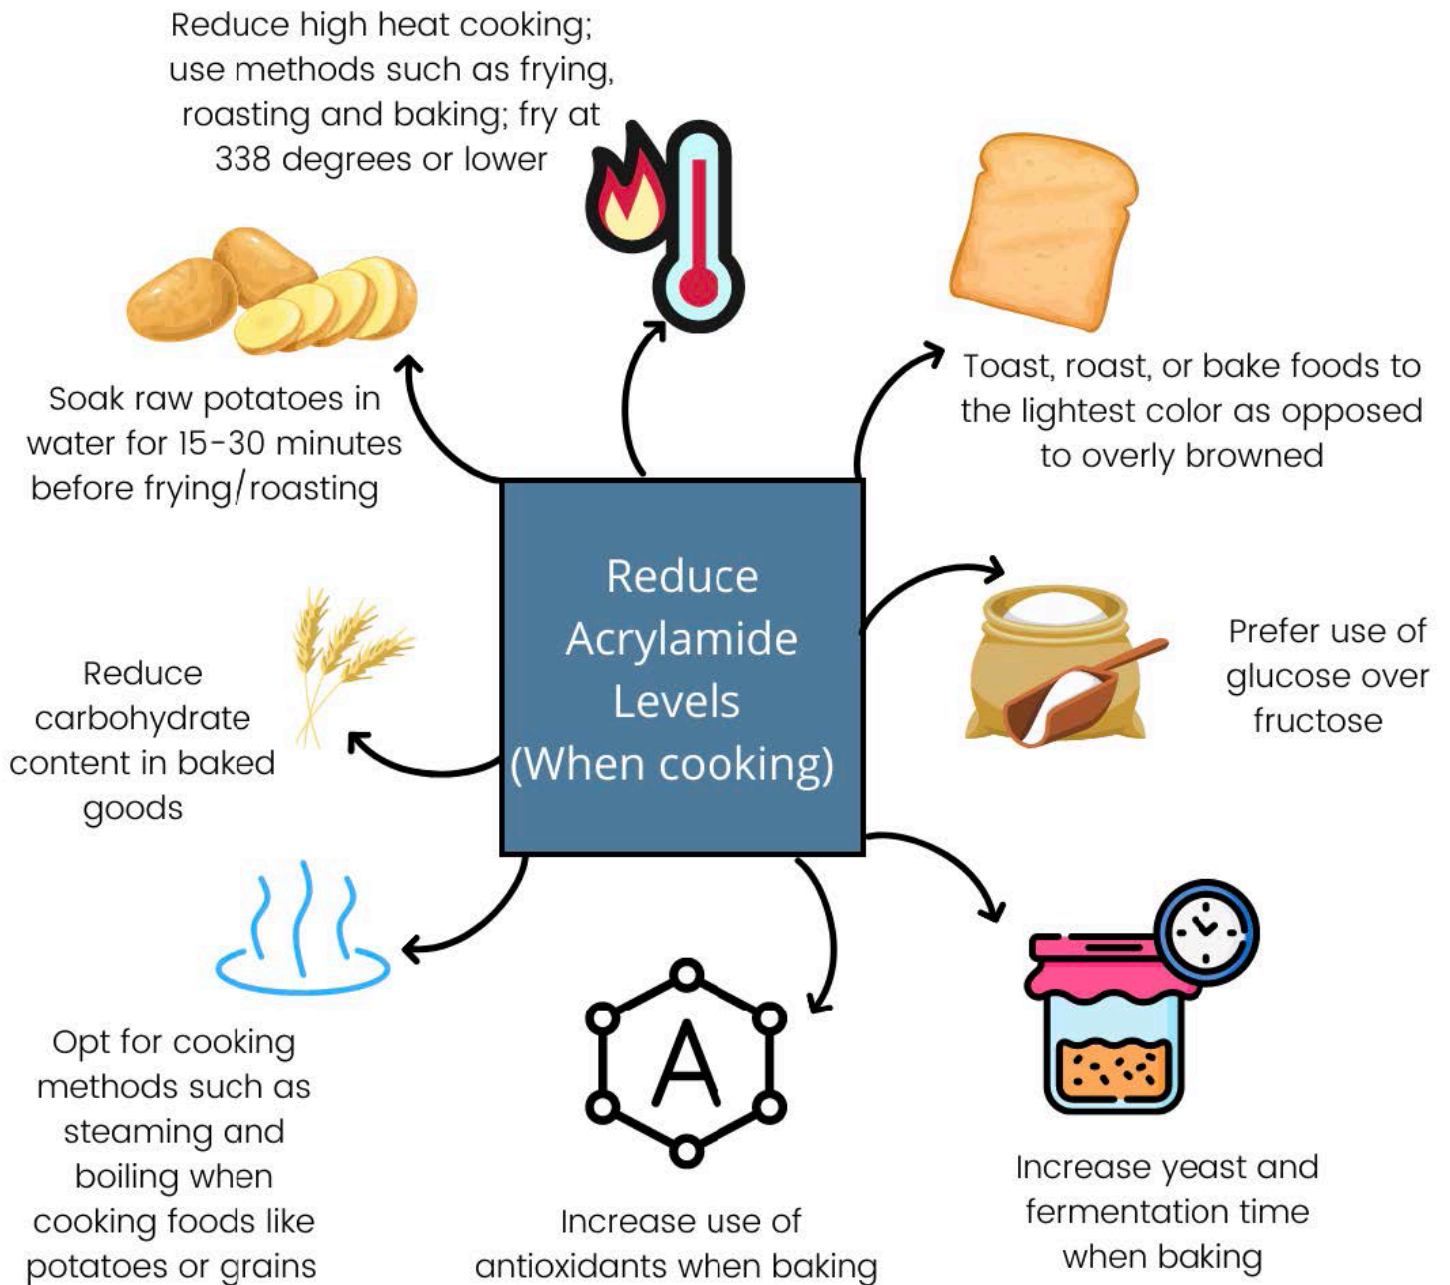 Reduce high heat cooking;
use methods such as frying,
roasting and baking; fry at
338 degrees or lower
Toast, roast, or bake foods to
the lightest color as opposed
to overly browned
Soak raw potatoes in
water for 15-30 minutes
before frying/roasting
Reduce
Acrylamide
Levels
(When cooking)
Prefer use of
glucose over
fructose
Reduce
carbohydrate
content in baked
goods
Opt for cooking
methods such as
steaming and
boiling when
cooking foods like
potatoes or grains
A
Increase use of
antioxidants when baking
Increase yeast and
fermentation time
when baking